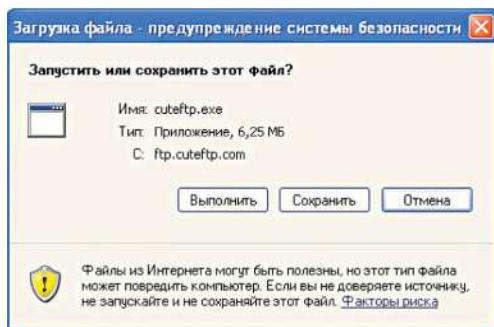 Загрузка файла - предупреждение системы безопасности
Запустить или сохранить этот файл?
Имя: cuteftp.exe
Тип: Приложение, 6,25 МБ
С: ftp.cuteftp.com
Выполнить Сохранить Отмена
Файлы из Интернета могут быть полезны, но этот тип файла
может повредить компьютер. Если вы не доверяете источнику,
не запускайте и не сохраняйте этот файл. Факторы риска